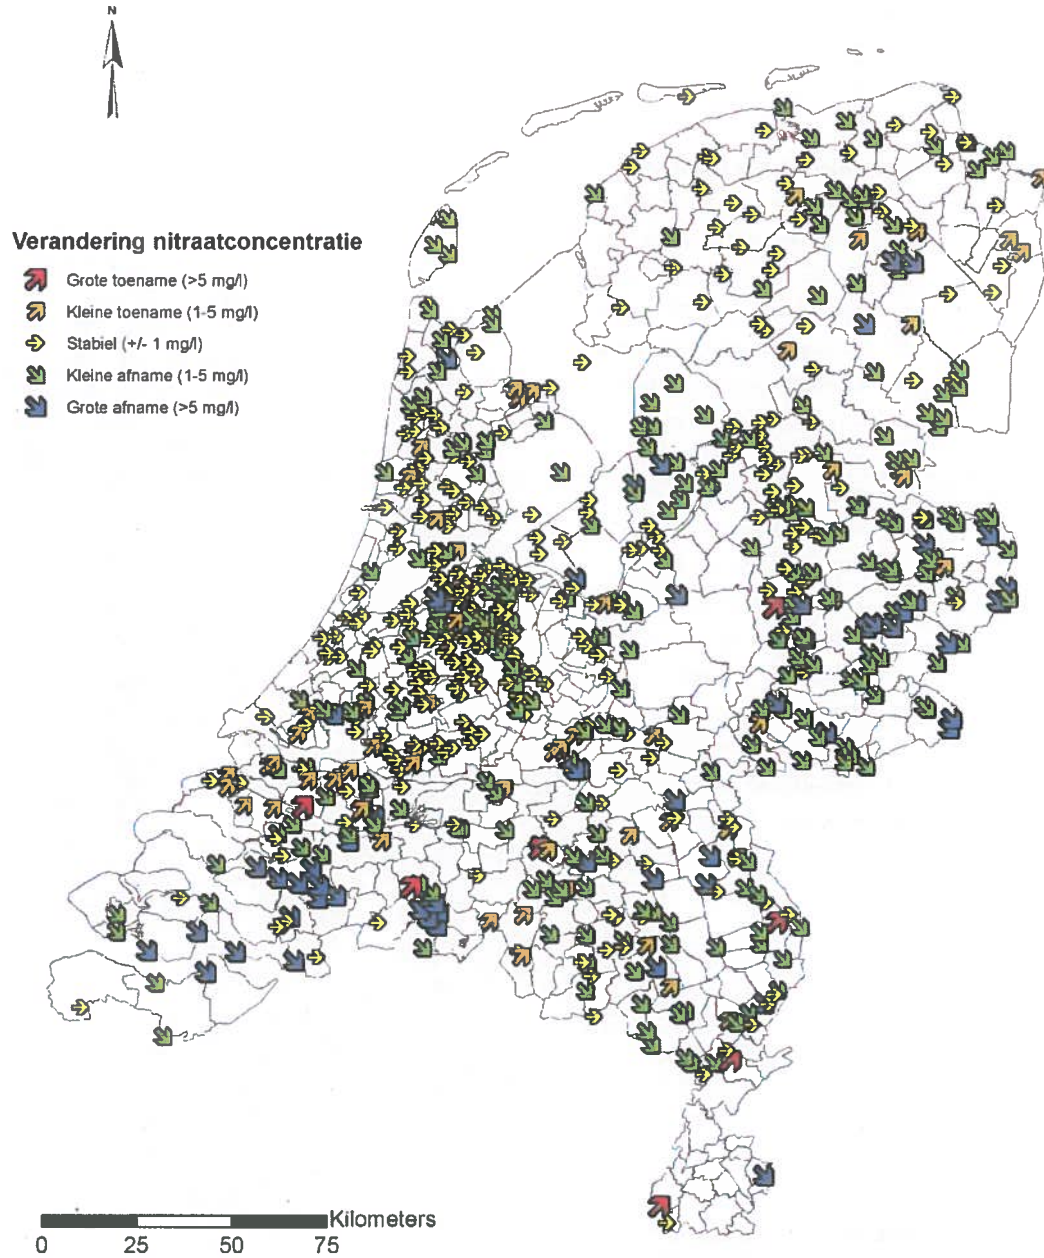 N
Verandering nitraatconcentratie
Grote toename (>5 mg/l)
Kleine toename (1-5 mg/l)
Stabiel (+/- 1 mg/l)
Kleine afname (1-5 mg/l)
Grote afname (>5 mg/l)
Kilometers
0 25 50 75